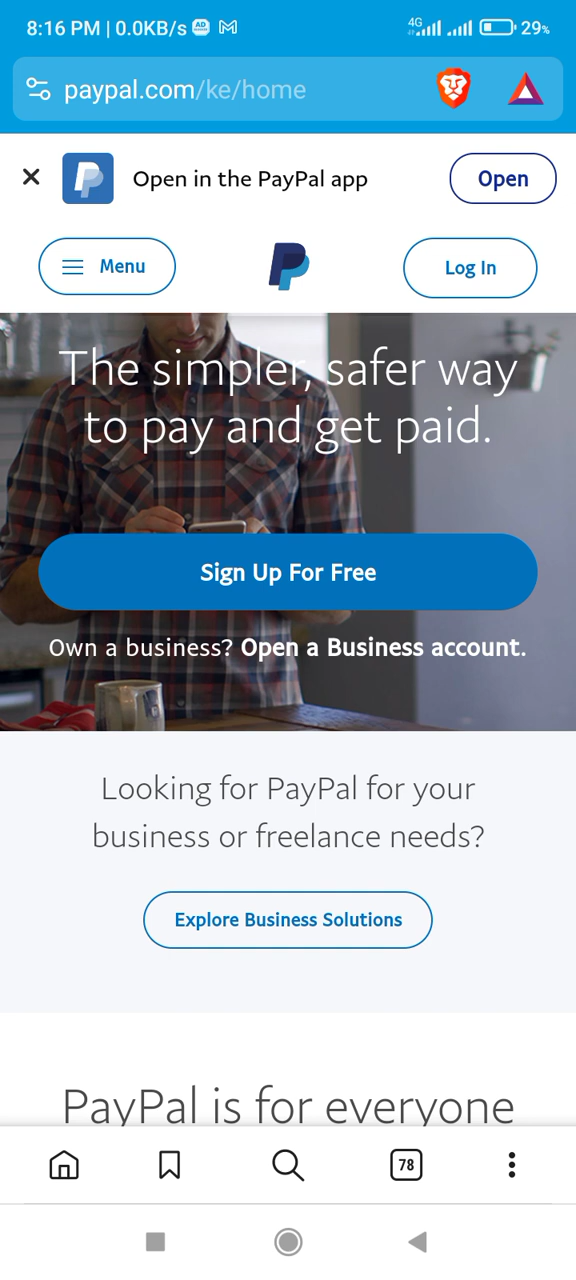 8:16 PM | 0.0KB/s
4G
29%
paypal.com/ke/home
Open in the PayPal app
Open
Menu
Log In
The simpler, safer way
to pay and get paid.
Sign Up For Free
Own a business? Open a Business account.
Looking for PayPal for your
business or freelance needs?
Explore Business Solutions
PayPal is for everyone
78